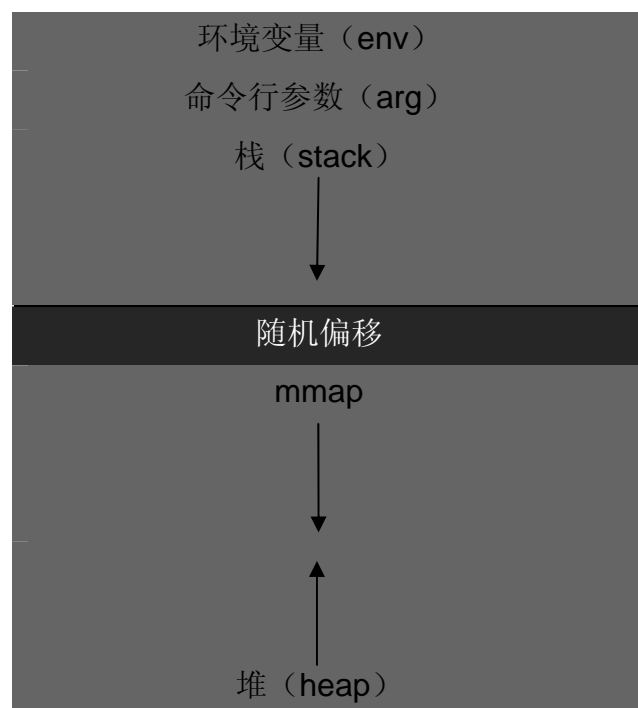 环境变量（env）
命令行参数（arg）
栈（stack）
随机偏移
mmap
堆（heap）